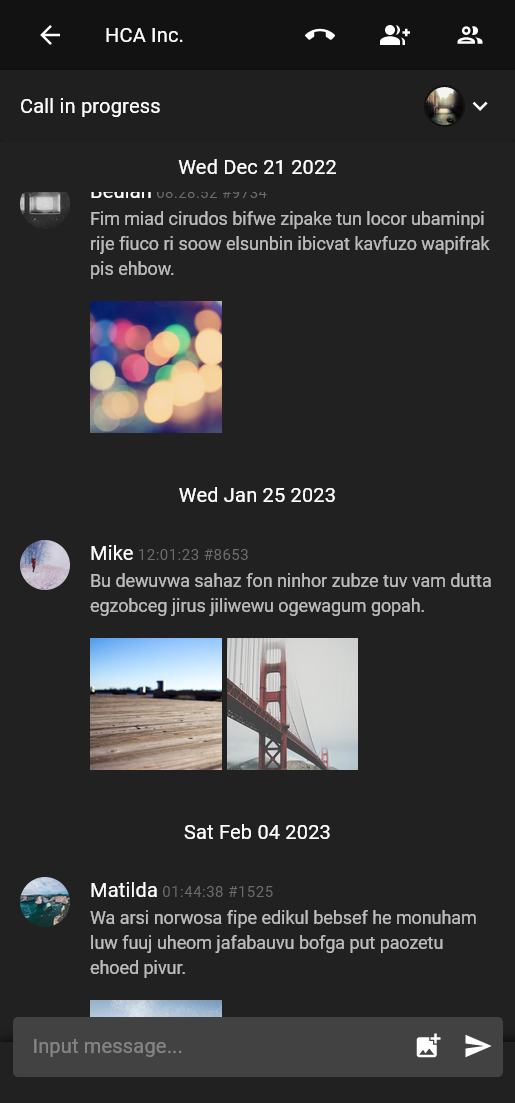 HCA Inc.
Call in progress
Wed Dec 21 2022
Bedian 08:28:52 #9734
Fim miad cirudos bifwe zipake tun locor ubaminpi
rije fiuco ri soow elsunbin ibicvat kavfuzo wapifrak
pis ehbow.
Wed Jan 25 2023
Mike 12:01:23 #8653
Bu dewuvwa sahaz fon ninhor zubze tuv vam dutta
egzobceg jirus jiliwewu ogewagum gopah.
Sat Feb 04 2023
Matilda 01:44:38 #1525
Wa arsi norwosa fipe edikul bebsef he monuham
luw fuuj uheom jafabauvu bofga put paozetu
ehoed pivur.
Input message...